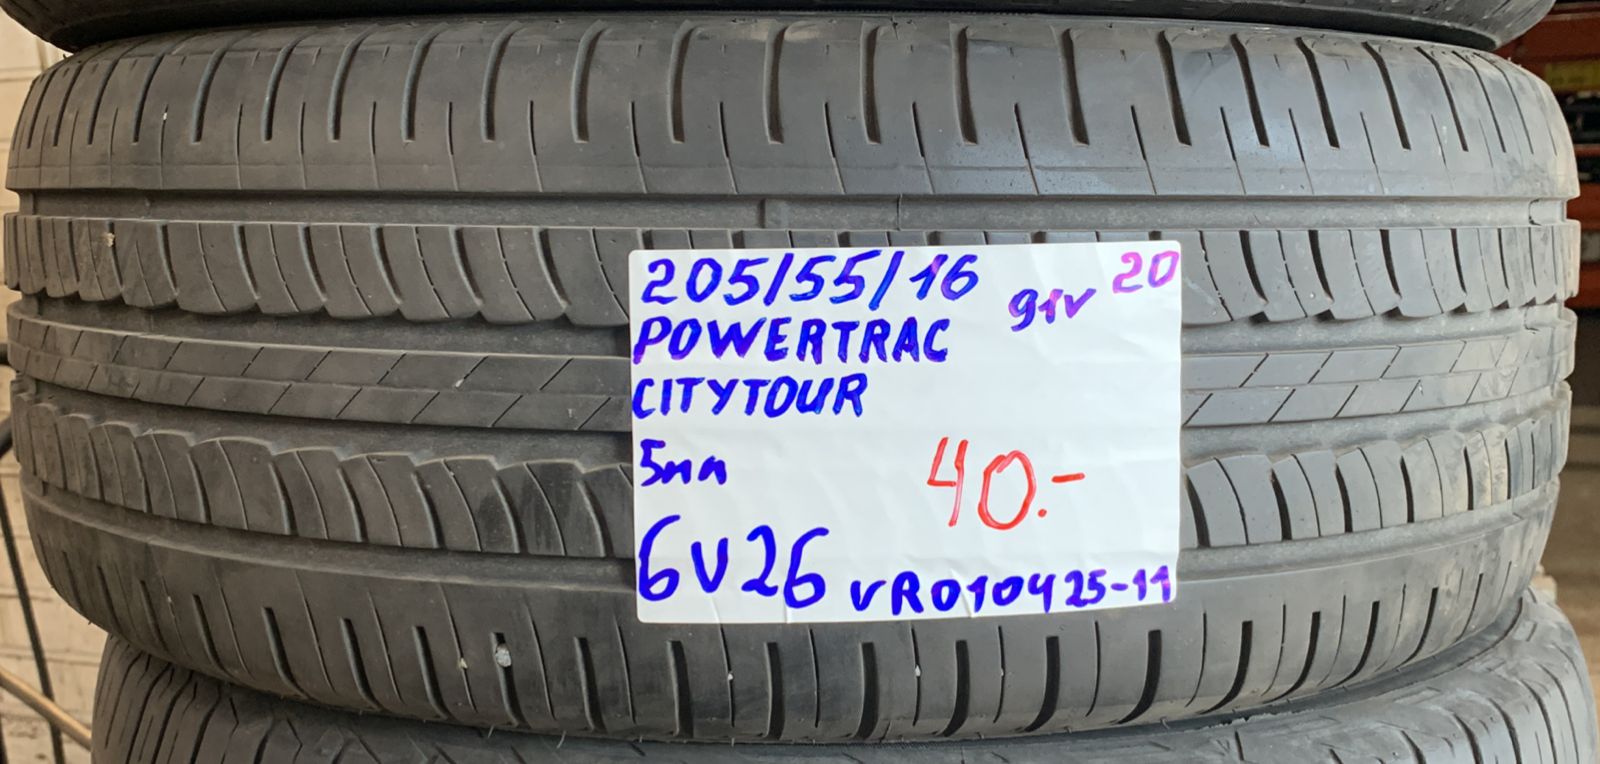 205/55/16 91V 20
POWERTRAC
CITYTOUR
5mm
40.-
6V26 VR010425-11